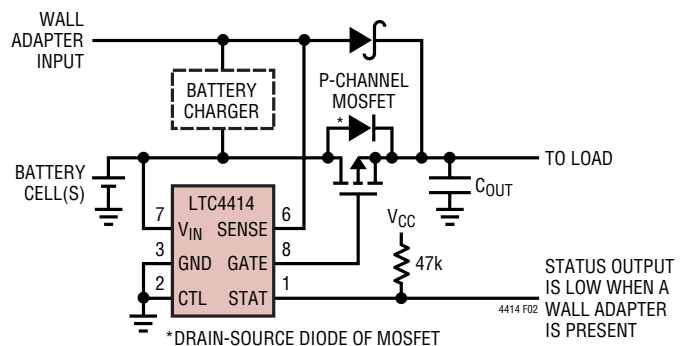 WALL
ADAPTER
INPUT
BATTERY
CHARGER
P-CHANNEL
MOSFET
*
BATTERY
CELL(S)
TO LOAD
COUT
LTC4414
7
VIN
SENSE
6
3
GND
GATE
8
2
CTL
STAT
1
VCC
47k
STATUS OUTPUT
IS LOW WHEN A
WALL ADAPTER
IS PRESENT
4414 F02
*DRAIN-SOURCE DIODE OF MOSFET